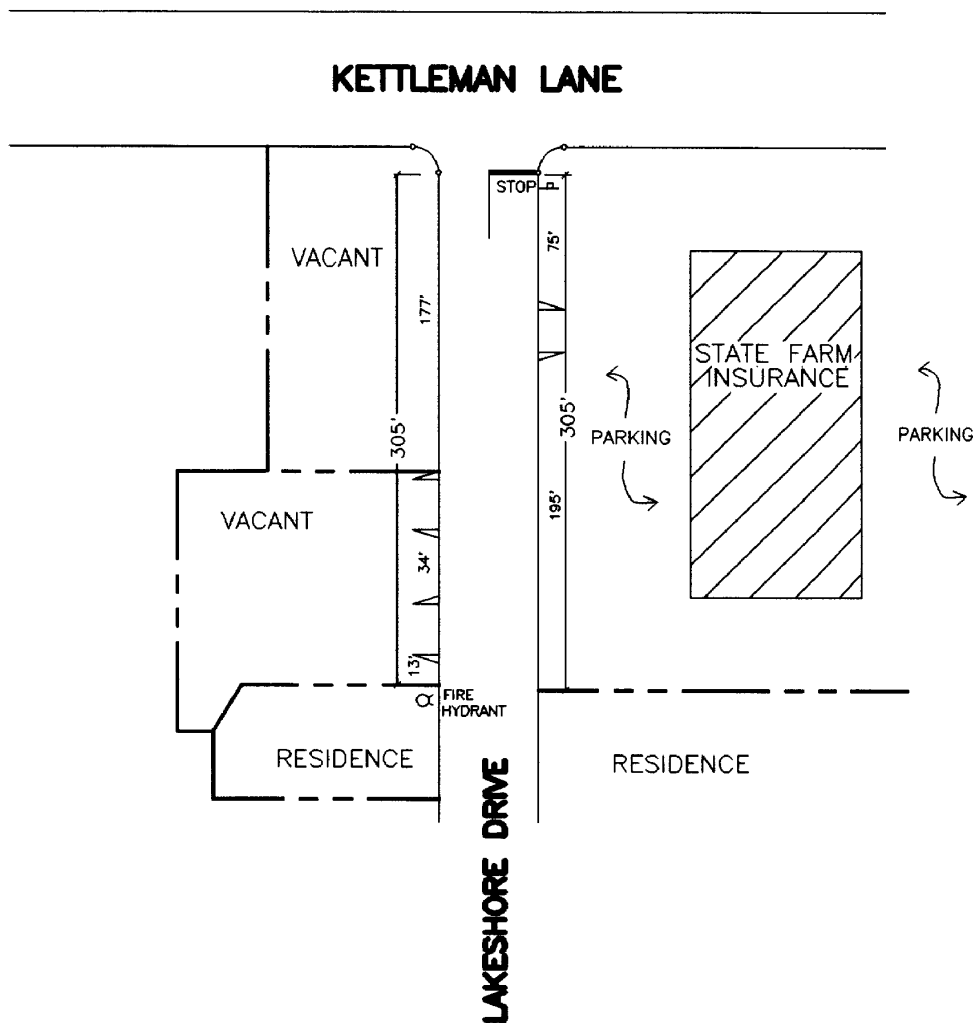 KETTLEMAN LANE
STOP
VACANT
75'
177'
STATE FARM
INSURANCE
305'
305'
PARKING
PARKING
195'
VACANT
34'
13'
FIRE
HYDRANT
RESIDENCE
RESIDENCE
LAKESHORE DRIVE